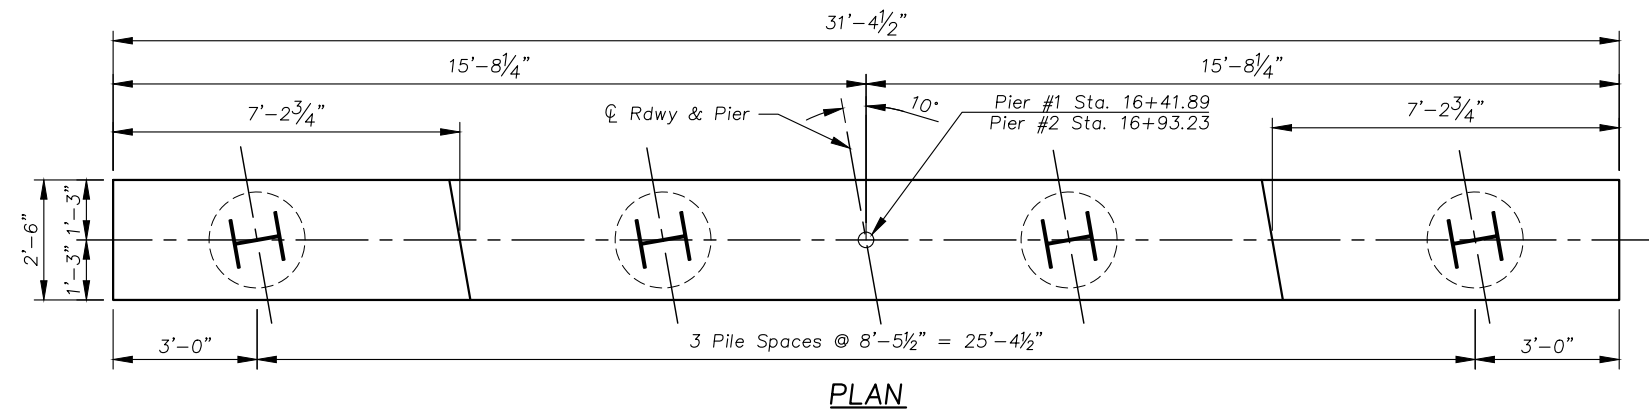 31'-4½"
15'-8¼"
15'-8¼"
7'-2¾"
℄ Rdwy & Pier
10°
Pier #1 Sta. 16+41.89
Pier #2 Sta. 16+93.23
7'-2¾"
2'-6"
1'-3"
1'-3"
3'-0"
3 Pile Spaces @ 8'-5½" = 25'-4½"
3'-0"
PLAN